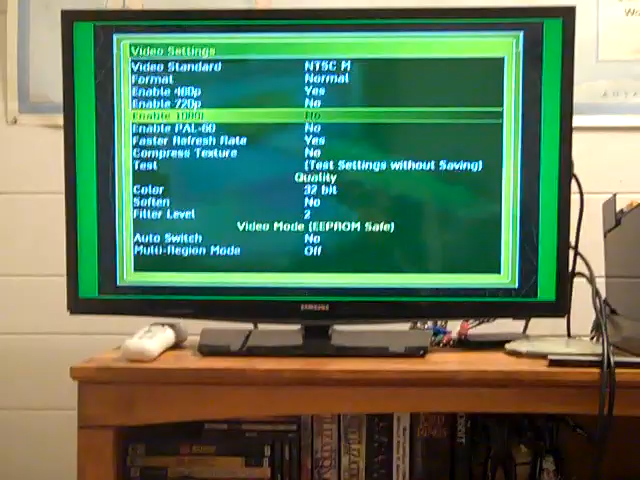 Video Settings
Video Standard NTSC M
Format Normal
Enable 480p Yes
Enable 720p No
Enable 1080i No
Enable PAL-60 No
Faster Refresh Rate Yes
Compress Texture No
Test (Test Settings without Saving)
Quality
Color 32 bit
Soften No
Filter Level 2
Video Mode (EEPROM Safe)
Auto Switch No
Multi-Region Mode Off
SAMSUNG